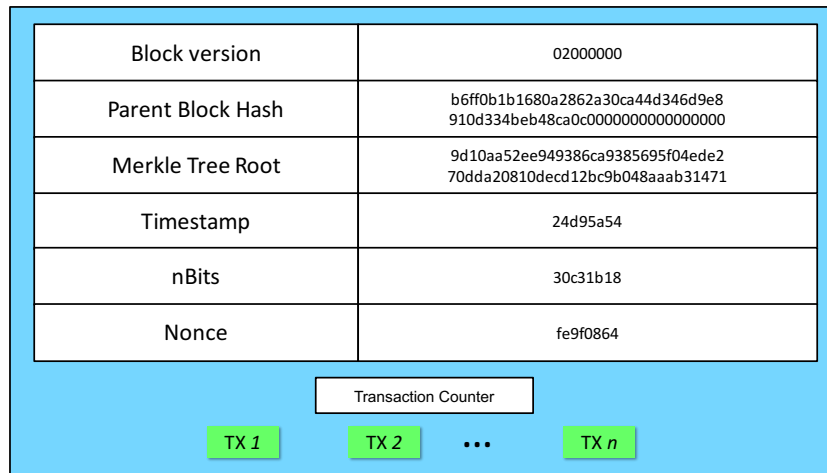 Block version 02000000
Parent Block Hash b6ff0b1b1680a2862a30ca44d346d9e8
910d334beb48ca0c0000000000000000
Merkle Tree Root 9d10aa52ee949386ca9385695f04ede2
70dda20810decd12bc9b048aaab31471
Timestamp 24d95a54
nBits 30c31b18
Nonce fe9f0864
Transaction Counter
TX 1 TX 2 ... TX n